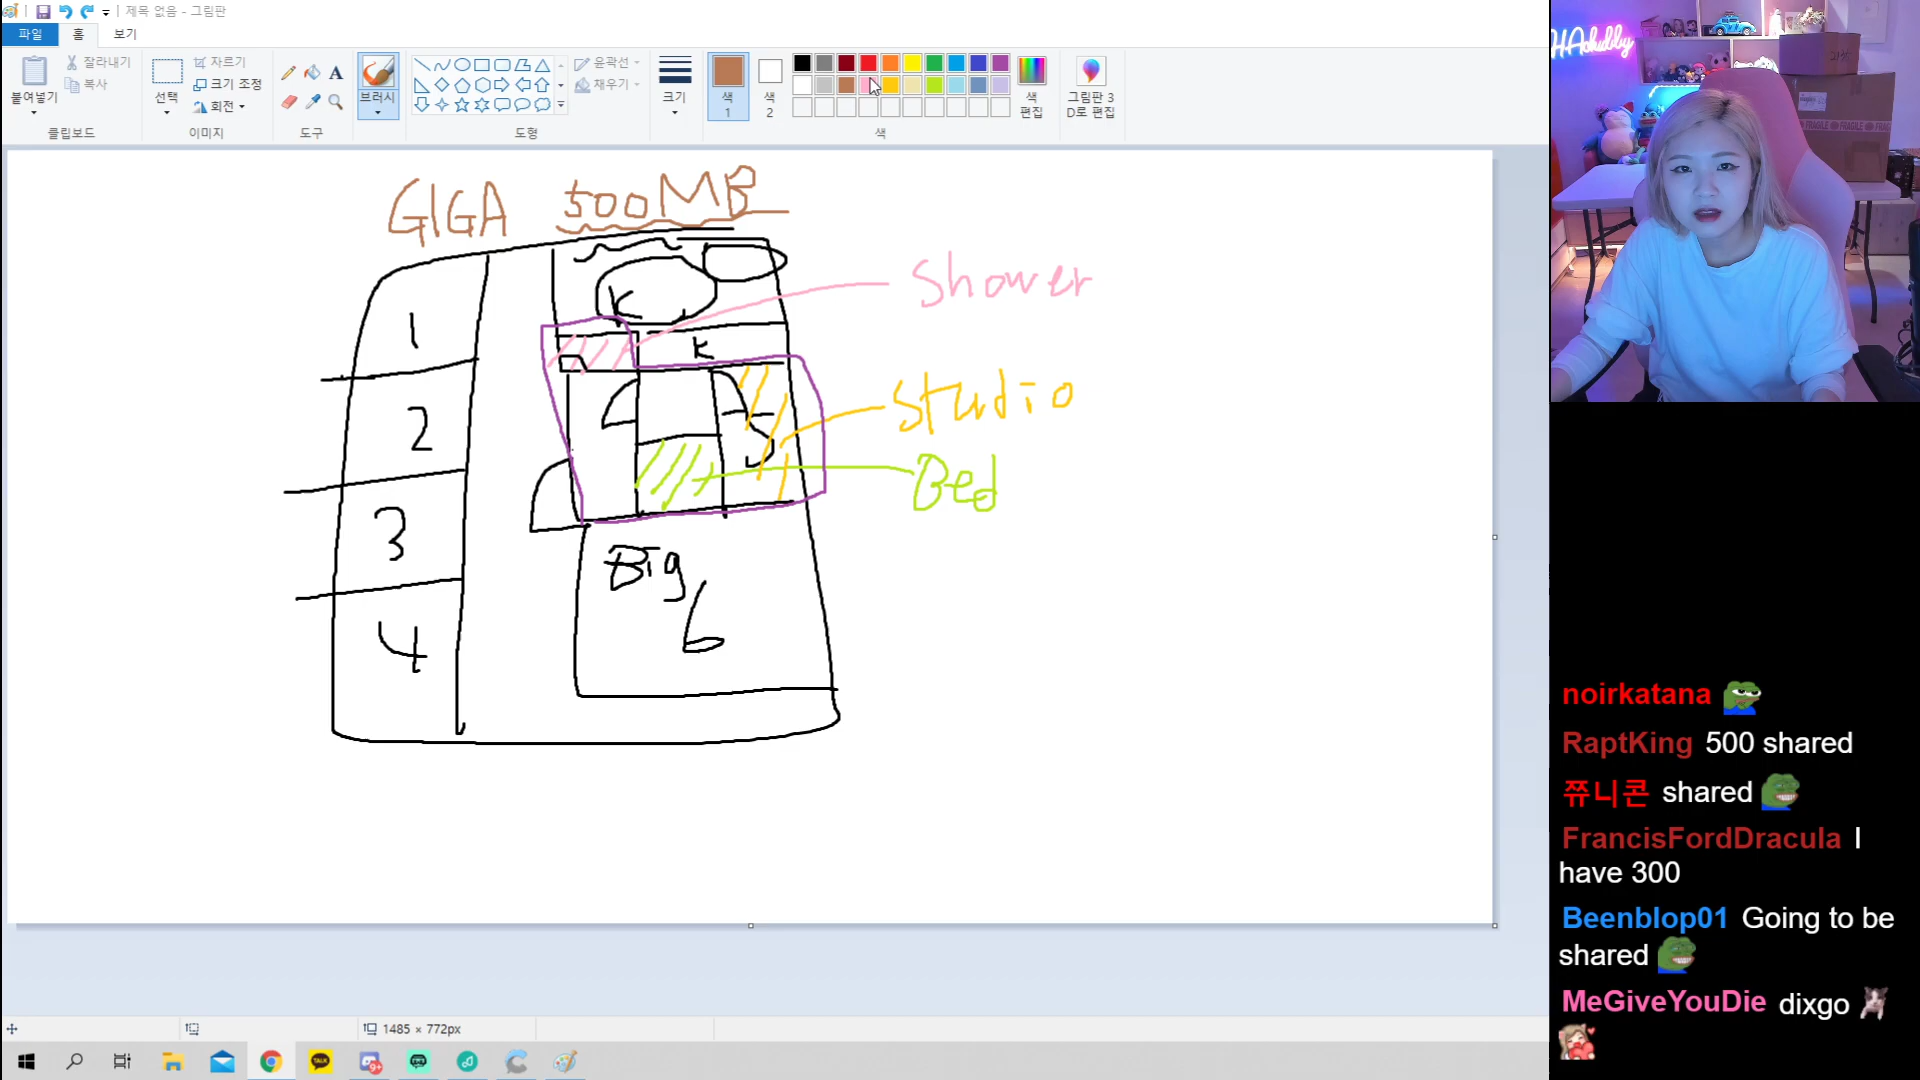 제목 없음 - 그림판
파일 홈 보기
붙여넣기
잘라내기
복사
클립보드
선택
자르기
크기 조정
회전
이미지
A
도구
브러시
도형
윤곽선
채우기
크기
색 1
색 2
색
색 편집
그림판 3D로 편집
GIGA 500MB
K
Shower
1
K
2
Studio
S
Bed
3
Big
6
4
FRAGILE FRAGILE
noirkatana
RaptKing 500 shared
쮸니콘 shared
FrancisFordDracula I
have 300
Beenblop01 Going to be
shared
MeGiveYouDie dixgo
1485 × 772px
TALK
9+